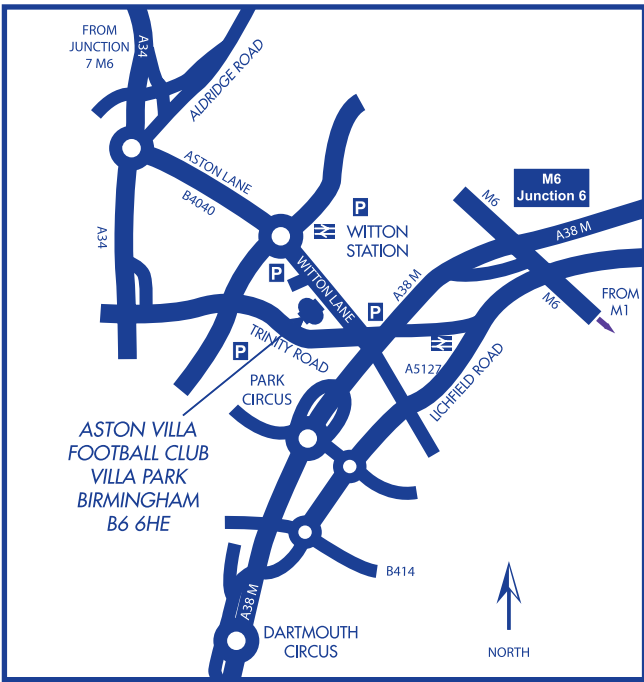 FROM
JUNCTION
7 M6
A34
ALDRIDGE ROAD
ASTON LANE
B4040
A34
P
WITTON
STATION
M6
Junction 6
M6
A38 M
P
WITTON LANE
A38 M
M6
FROM
M1
P
TRINITY ROAD
P
A5127
LICHFIELD ROAD
PARK
CIRCUS
ASTON VILLA
FOOTBALL CLUB
VILLA PARK
BIRMINGHAM
B6 6HE
B414
A38 M
DARTMOUTH
CIRCUS
NORTH